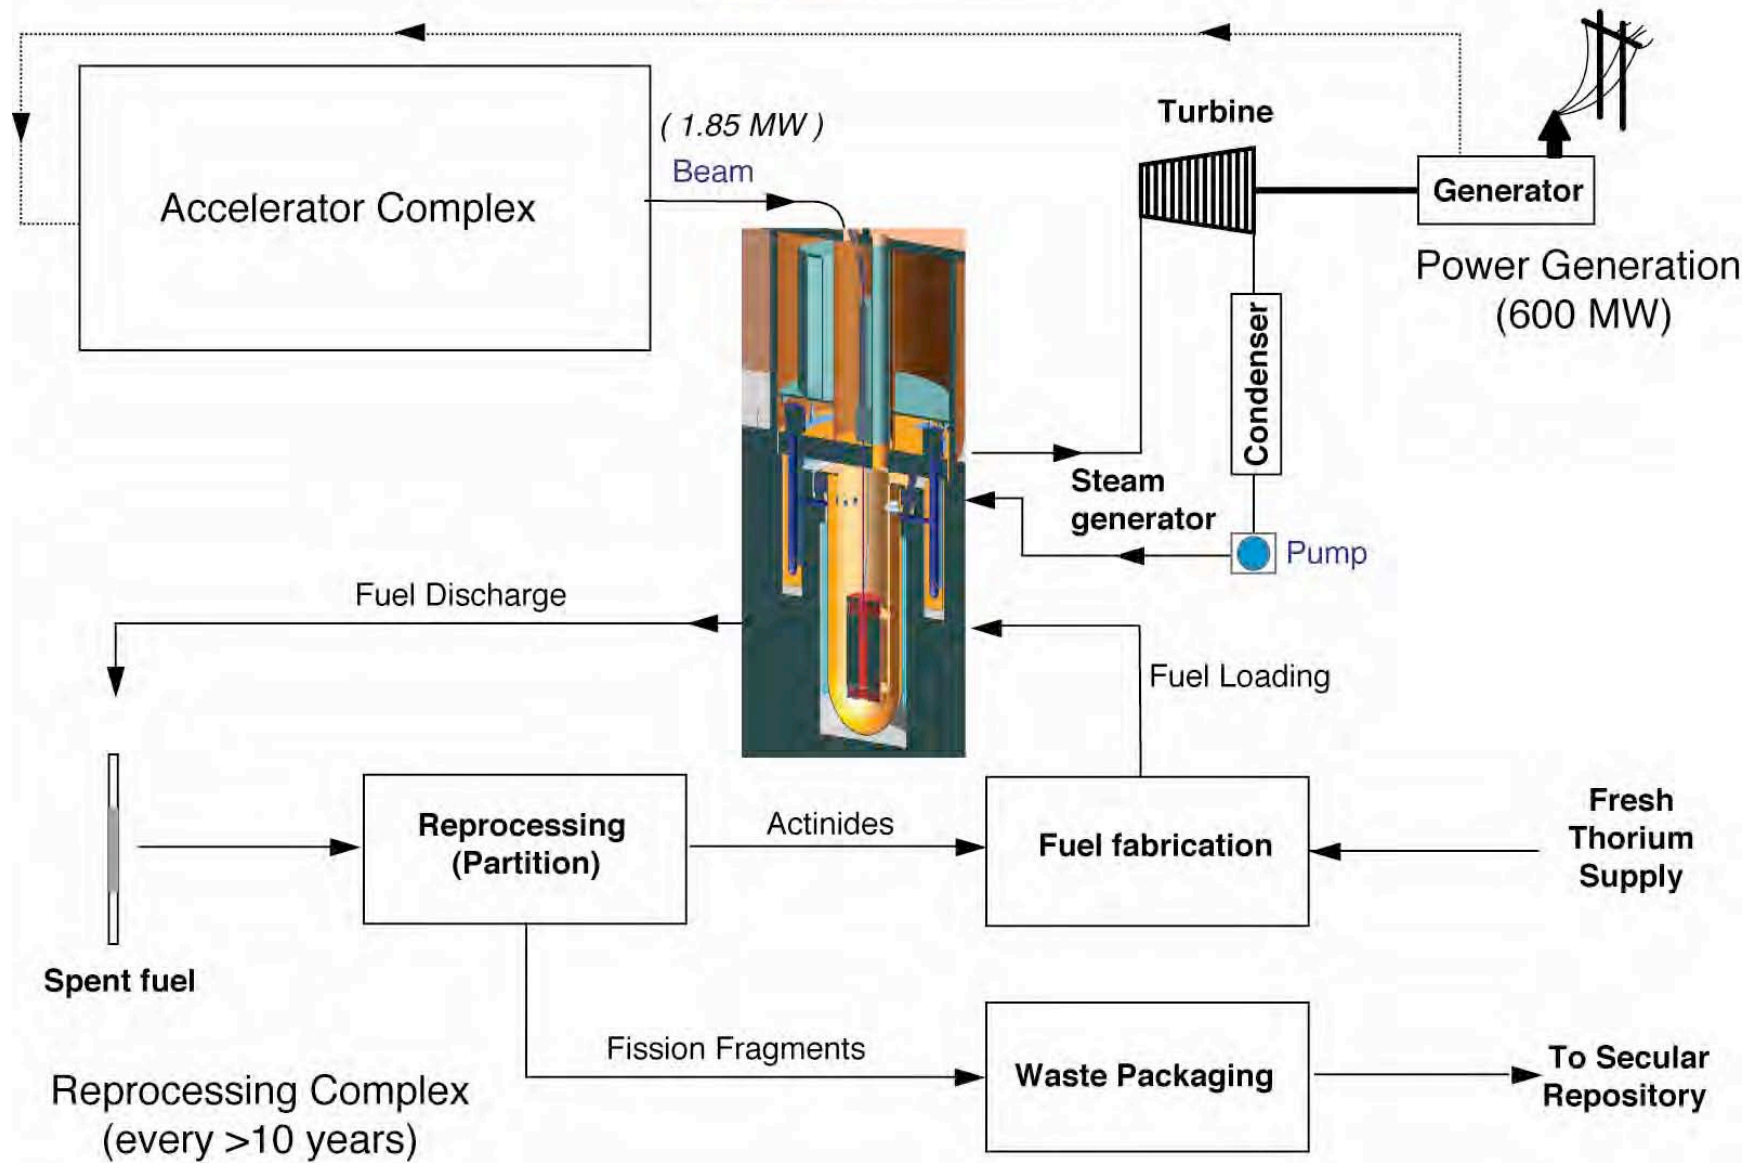 ( 1.85 MW )
Beam
Accelerator Complex
Turbine
Generator
Power Generation
(600 MW)
Condenser
Steam
generator
Pump
Fuel Discharge
Fuel Loading
Reprocessing
(Partition)
Actinides
Fuel fabrication
Fresh
Thorium
Supply
Spent fuel
Fission Fragments
Waste Packaging
To Secular
Repository
Reprocessing Complex
(every >10 years)